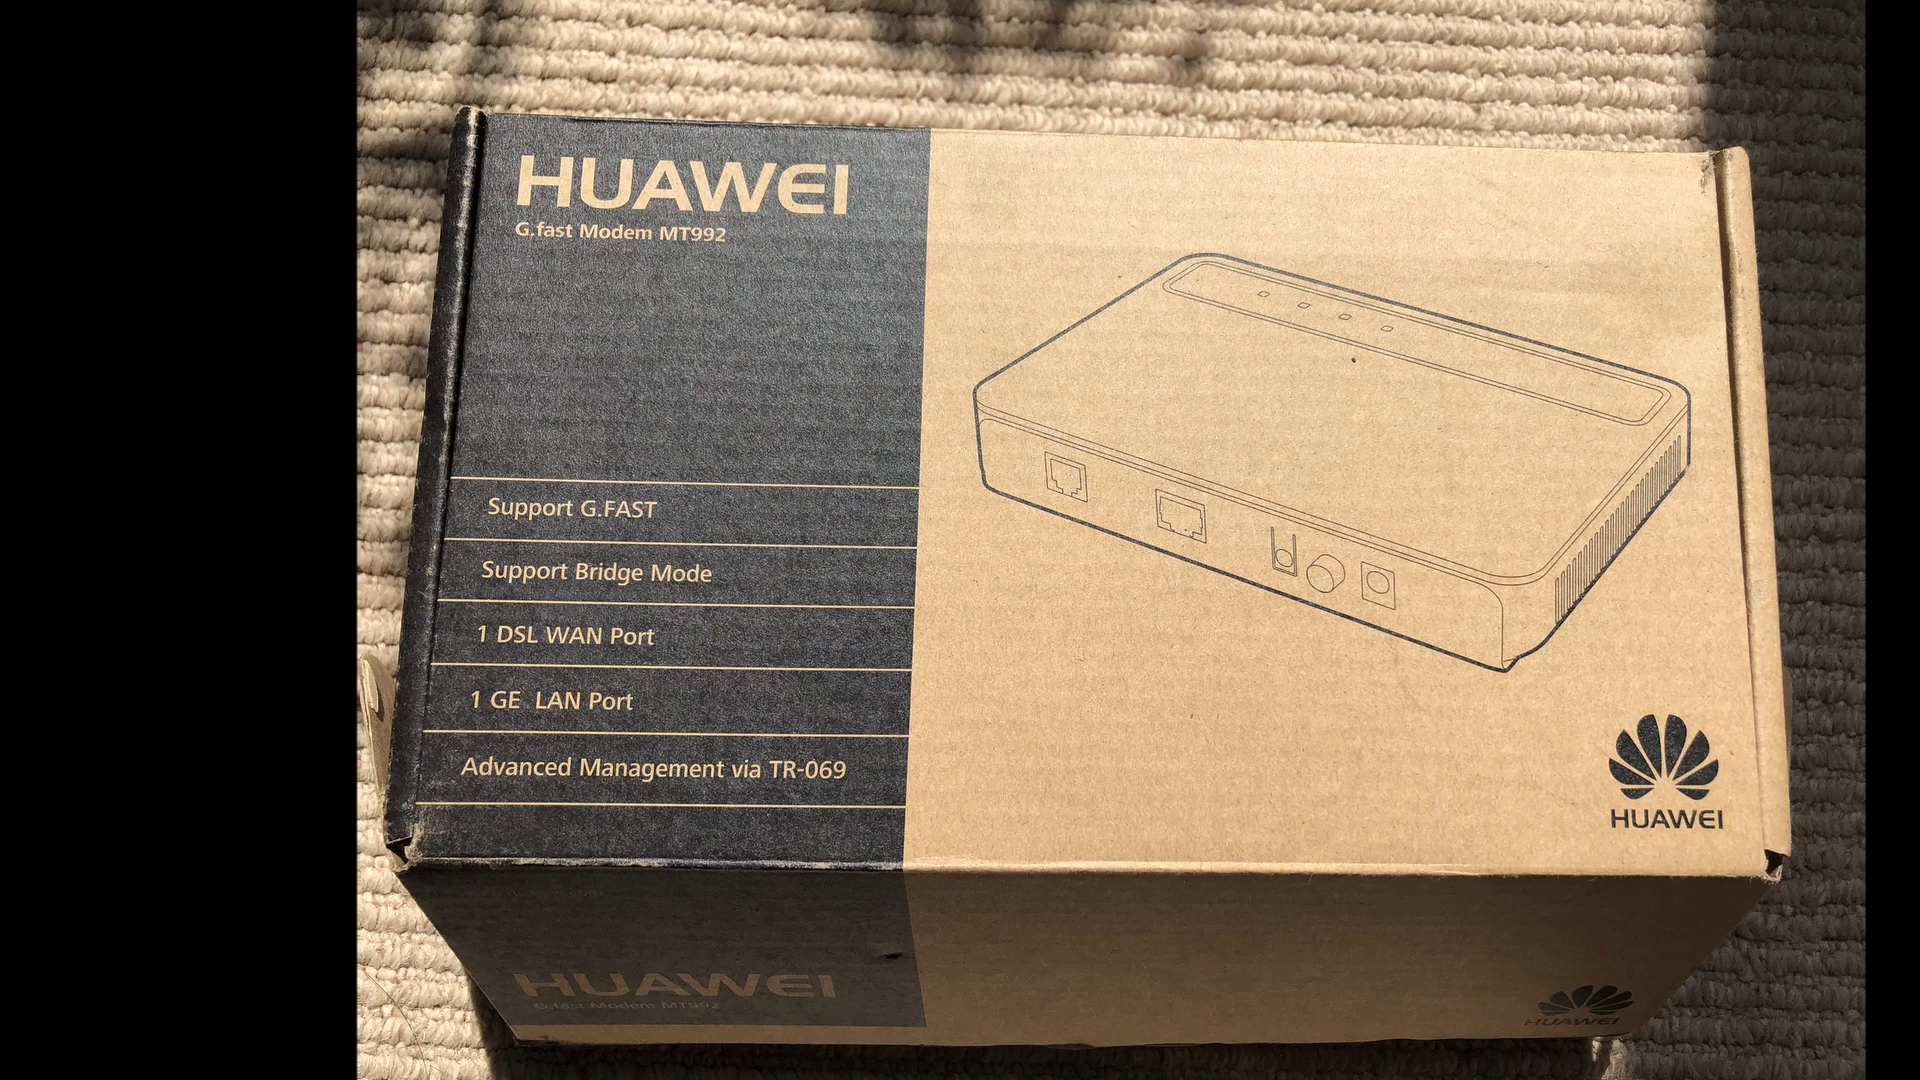 HUAWEI
G.fast Modem MT992
Support G.FAST
Support Bridge Mode
1 DSL WAN Port
1 GE LAN Port
Advanced Management via TR-069
HUAWEI
HUAWEI
G.fast Modem MT992
HUAWEI